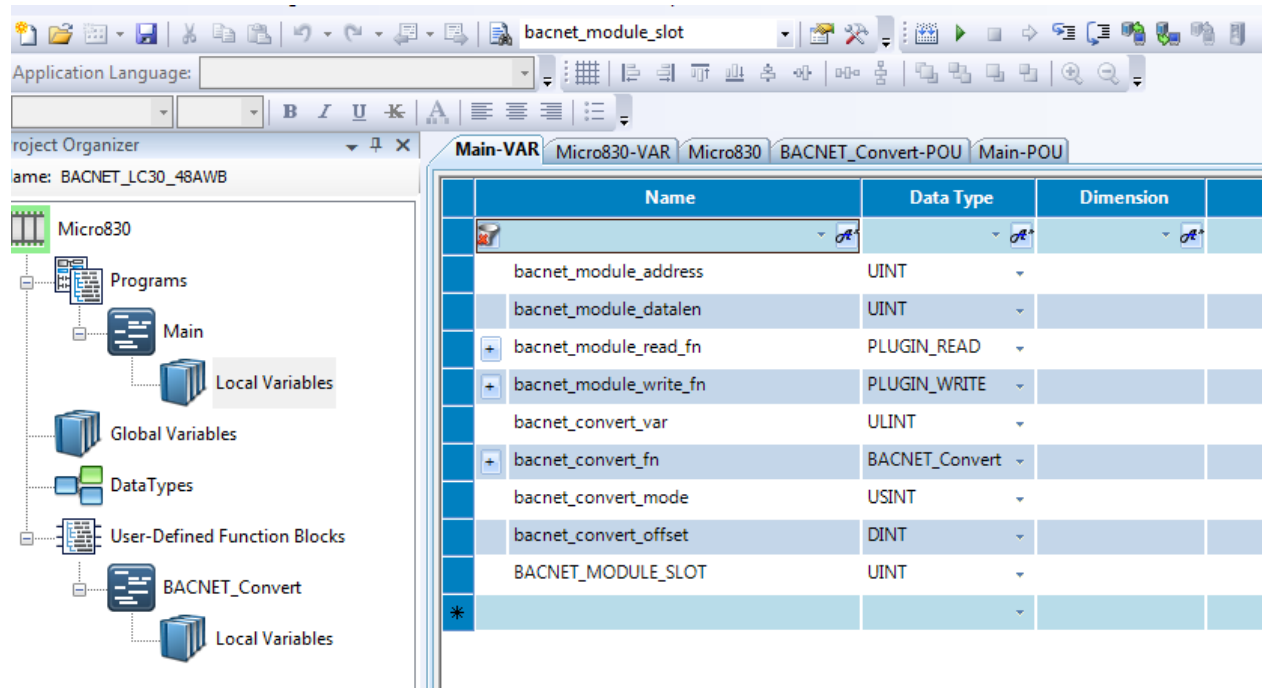 bacnet_module_slot
Application Language:
B I U K A
roject Organizer
ame: BACNET_LC30_48AWB
Micro830
Programs
Main
Local Variables
Global Variables
DataTypes
User-Defined Function Blocks
BACNET_Convert
Local Variables
Main-VAR Micro830-VAR Micro830 BACNET_Convert-POU Main-POU
Name Data Type Dimension
bacnet_module_address UINT
bacnet_module_datalen UINT
bacnet_module_read_fn PLUGIN_READ
bacnet_module_write_fn PLUGIN_WRITE
bacnet_convert_var ULINT
bacnet_convert_fn BACNET_Convert
bacnet_convert_mode USINT
bacnet_convert_offset DINT
BACNET_MODULE_SLOT UINT